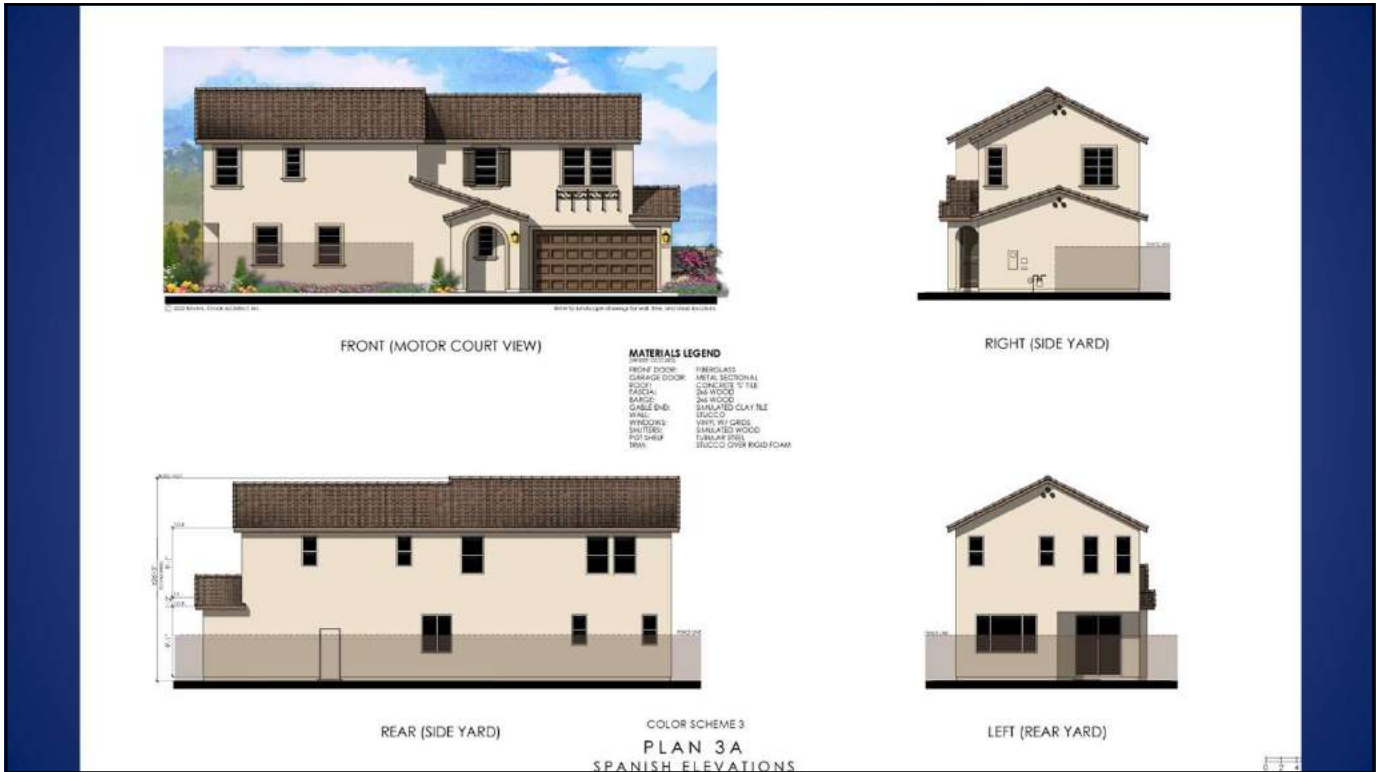 FRONT (MOTOR COURT VIEW)
RIGHT (SIDE YARD)
MATERIALS LEGEND
FRONT DOOR: FIBERGLASS
GARAGE DOOR: METAL SECTIONAL
ROOF: CONCRETE "S" TILE
FASCIA: 2x6 WOOD
BARGE: 2x6 WOOD
GABLE END: SIMULATED CLAY TILE
WALL: STUCCO
WINDOWS: VINYL W/ GRIDS
SHUTTERS: SIMULATED WOOD
POT SHELF TUBULAR STEEL
TRIM: STUCCO OVER RIGID FOAM
REAR (SIDE YARD)
COLOR SCHEME 3
PLAN 3A
SPANISH ELEVATIONS
LEFT (REAR YARD)
0 2 4